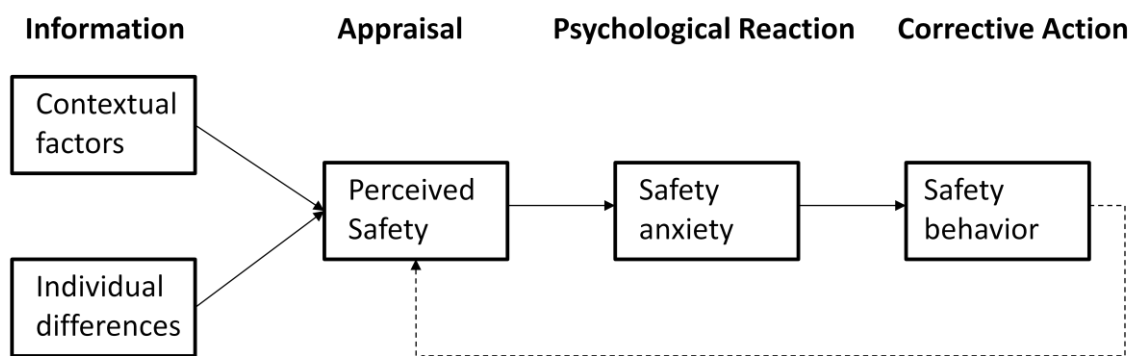 Information
Appraisal
Psychological Reaction
Corrective Action
Contextual
factors
Perceived
Safety
Safety
anxiety
Safety
behavior
Individual
differences